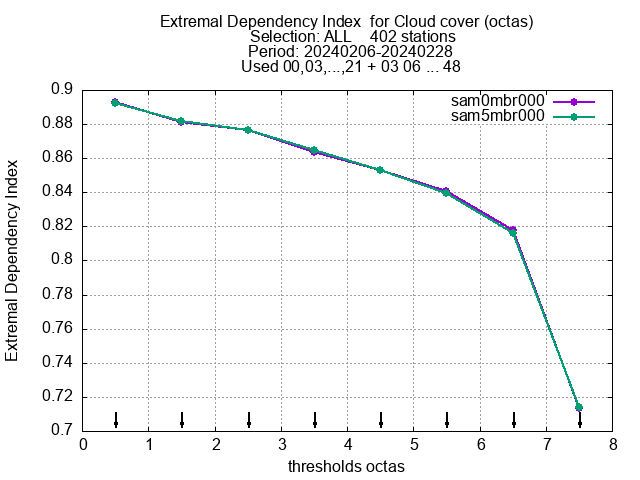 Extremal Dependency Index  for Cloud cover (octas)
Selection: ALL    402 stations
Period: 20240206-20240228
Used 00,03,...,21 + 03 06 ... 48
sam0mbr000
sam5mbr000
Extremal Dependency Index
0.9
0.88
0.86
0.84
0.82
0.8
0.78
0.76
0.74
0.72
0.7
0 1 2 3 4 5 6 7 8
thresholds octas